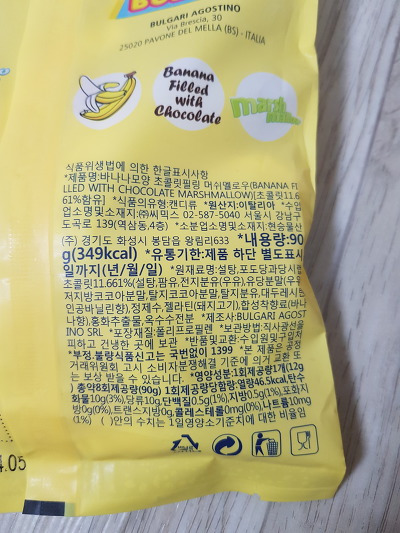 BULGARI AGOSTINO
Via Brescia, 30
25020 PAVONE DEL MELLA (BS) - ITALIA
Banana
Filled
with
Chocolate
식품위생법에 의한 한글표시사항
*제품명:바나나모양 초콜릿필링 머쉬멜로우(BANANA FI
LLED WITH CHOCOLATE MARSHMALLOW)[초콜릿11.6
61%함유] *식품의유형:캔디류 *원산지:이탈리아 *수입
업소명및소재지:㈜씨믹스 02-587-5040 서울시 강남구
도곡로 139(역삼동,4층) *소분업소명및소재지:현승물산
(주) 경기도 화성시 봉담읍 왕림리633 *내용량:90
g(349kcal) *유통기한:제품 하단 별도표시
일까지(년/월/일) *원재료명:설탕,포도당과당시럽
초콜릿11.661%(설탕,팜유,전지분유(우유),유당분말(우유
저지방코코아분말,탈지코코아분말,탈지분유,대두레시틴
인공바닐리향),정제수,젤라틴(돼지고기),합성착향료(바나
나향),홍화추출물,옥수수전분 *제조사:BULGARI AGOST
INO SRL *포장재질:폴리프로필렌 *보관방법:직사광선을
피하고 건냉한 곳에 보관 *반품및교환:수입원및구입처
*부정.불량식품신고는 국번없이 1399 *본 제품은 공정
거래위원회 고시 소비자분쟁해결 기준에 의거 교환 또
는 보상 받을 수 있습니다. *영양성분:1회제공량1개(12g
) 총약8회제공량(90g) 1회제공량당함량:열량46.5kcal,탄수
화물10g(3%),당류10g,단백질0.5g(1%),지방0.5g(1%),포화지
방0g(0%),트랜스지방0g,콜레스테롤0mg(0%),나트륨10mg
(1%) ( )안의 수치는 1일영양소기준치에 대한 비율임
4.05